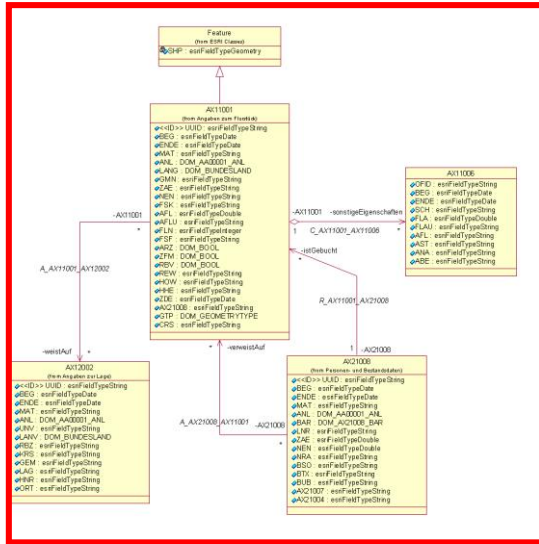 Feature
(from ESRI Classes)
SHP : esriFieldTypeGeometry
AX11001
(from Angaben zum Flurstück)
<<ID>> UUID : esriFieldTypeString
BEG : esriFieldTypeDate
ENDE : esriFieldTypeDate
MAT : esriFieldTypeString
ANL : DOM_AA00001_ANL
LANG : DOM_BUNDESLAND
GMN : esriFieldTypeString
ZAE : esriFieldTypeString
NEN : esriFieldTypeString
FSK : esriFieldTypeString
AFL : esriFieldTypeDouble
AFLU : esriFieldTypeString
FLN : esriFieldTypeInteger
FSF : esriFieldTypeString
ARZ : DOM_BOOL
ZFM : DOM_BOOL
RBV : DOM_BOOL
REW : esriFieldTypeString
HOW : esriFieldTypeString
HHE : esriFieldTypeString
ZDE : esriFieldTypeDate
AX21008 : esriFieldTypeString
GTP : DOM_GEOMETRYTYPE
CRS : esriFieldTypeString
AX11006
OFID : esriFieldTypeString
BEG : esriFieldTypeDate
ENDE : esriFieldTypeDate
SCH : esriFieldTypeString
FLA : esriFieldTypeDouble
FLAU : esriFieldTypeString
AFL : esriFieldTypeString
AST : esriFieldTypeString
ANA : esriFieldTypeString
ABE : esriFieldTypeString
-AX11001 -sonstigeEigenschaften
1 C_AX11001_AX11006 *
-AX11001
*
A_AX11001_AX12002
-weistAuf *
-istGebucht
*
R_AX11001_AX21008
1 -AX21008
* -verweistAuf
A_AX21008_AX11001
-AX21008
*
AX12002
(from Angaben zur Lage)
<<ID>> UUID : esriFieldTypeString
BEG : esriFieldTypeDate
ENDE : esriFieldTypeDate
MAT : esriFieldTypeString
ANL : DOM_AA00001_ANL
UNV : esriFieldTypeString
LANV : DOM_BUNDESLAND
RBZ : esriFieldTypeString
KRS : esriFieldTypeString
GEM : esriFieldTypeString
LAG : esriFieldTypeString
HNR : esriFieldTypeString
ORT : esriFieldTypeString
AX21008
(from Personen- und Bestandsdaten)
<<ID>> UUID : esriFieldTypeString
BEG : esriFieldTypeDate
ENDE : esriFieldTypeDate
MAT : esriFieldTypeString
ANL : DOM_AA00001_ANL
BAR : DOM_AX21008_BAR
LNR : esriFieldTypeString
ZAE : esriFieldTypeDouble
NEN : esriFieldTypeDouble
NRA : esriFieldTypeString
BSO : esriFieldTypeString
BTX : esriFieldTypeString
BUB : esriFieldTypeString
AX21007 : esriFieldTypeString
AX21004 : esriFieldTypeString